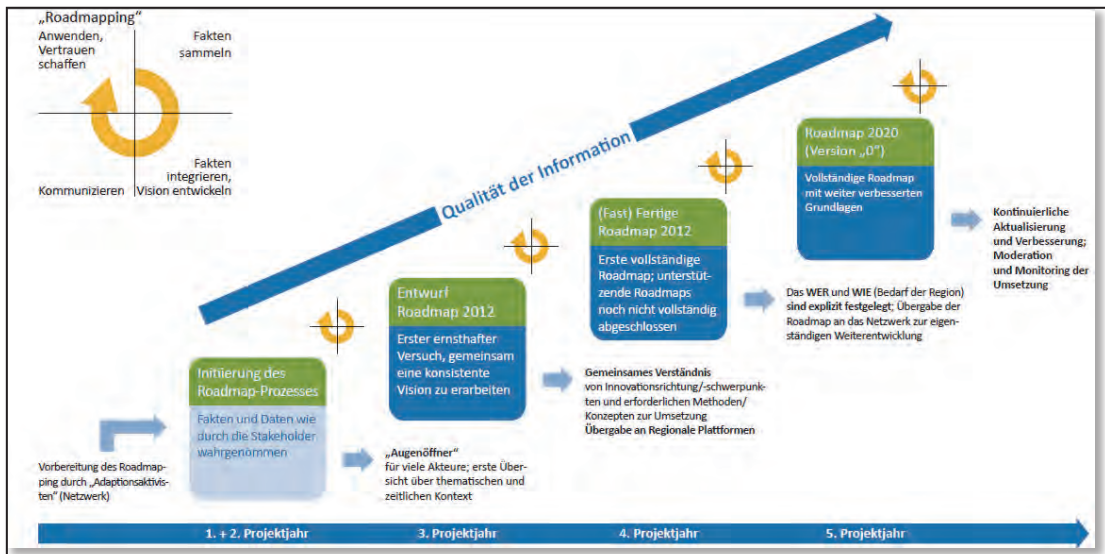 „Roadmapping“
Anwenden,
Vertrauen
schaffen
Fakten
sammeln
Kommunizieren
Fakten
integrieren,
Vision entwickeln
Qualität der Information
Vorbereitung des Roadmap-
ping durch „Adaptionsaktivis-
ten“ (Netzwerk)
Initiierung des
Roadmap-Prozesses
Fakten und Daten wie
durch die Stakeholder
wahrgenommen
„Augenöffner“
für viele Akteure; erste Über-
sicht über thematischen und
zeitlichen Kontext
Entwurf
Roadmap 2012
Erster ernsthafter
Versuch, gemeinsam
eine konsistente
Vision zu erarbeiten
Gemeinsames Verständnis
von Innovationsrichtung/-schwerpunk-
ten und erforderlichen Methoden/
Konzepten zur Umsetzung
Übergabe an Regionale Plattformen
(Fast) Fertige
Roadmap 2012
Erste vollständige
Roadmap; unterstüt-
zende Roadmaps
noch nicht vollständig
abgeschlossen
Das WER und WIE (Bedarf der Region)
sind explizit festgelegt; Übergabe der
Roadmap an das Netzwerk zur eigen-
ständigen Weiterentwicklung
Roadmap 2020
(Version „0“)
Vollständige Roadmap
mit weiter verbesserten
Grundlagen
Kontinuierliche
Aktualisierung
und Verbesserung;
Moderation
und Monitoring der
Umsetzung
1. + 2. Projektjahr
3. Projektjahr
4. Projektjahr
5. Projektjahr